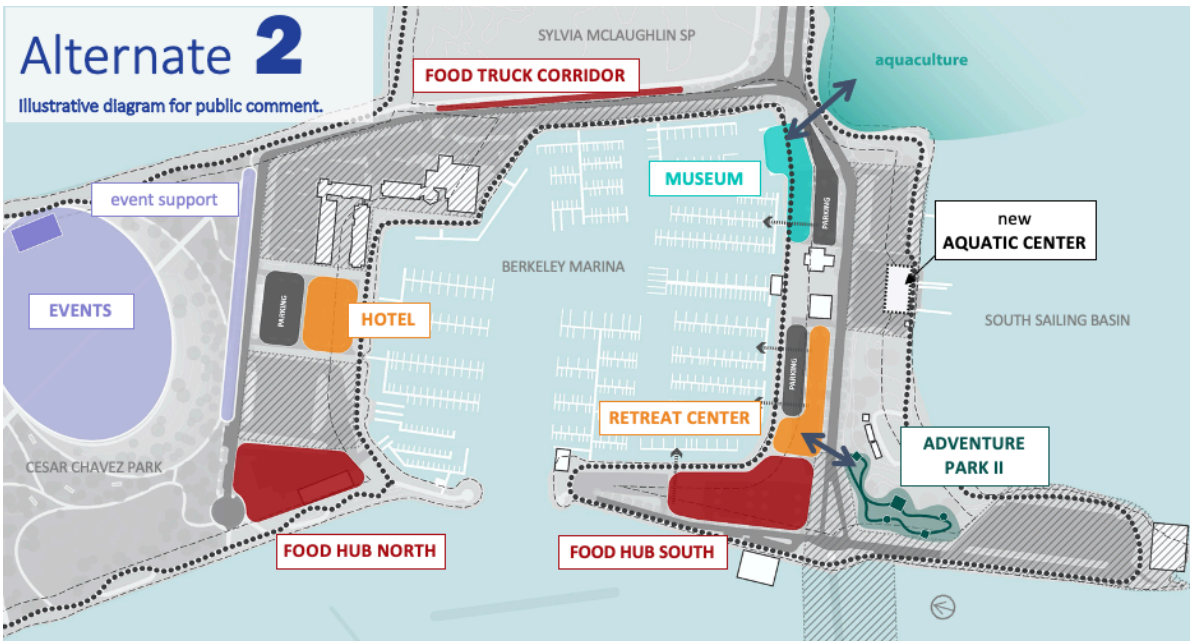 Alternate 2
Illustrative diagram for public comment.
SYLVIA MCLAUGHLIN SP
FOOD TRUCK CORRIDOR
aquaculture
event support
MUSEUM
PARKING
new
AQUATIC CENTER
BERKELEY MARINA
EVENTS
PARKING
HOTEL
SOUTH SAILING BASIN
PARKING
RETREAT CENTER
ADVENTURE
PARK II
CESAR CHAVEZ PARK
FOOD HUB NORTH
FOOD HUB SOUTH